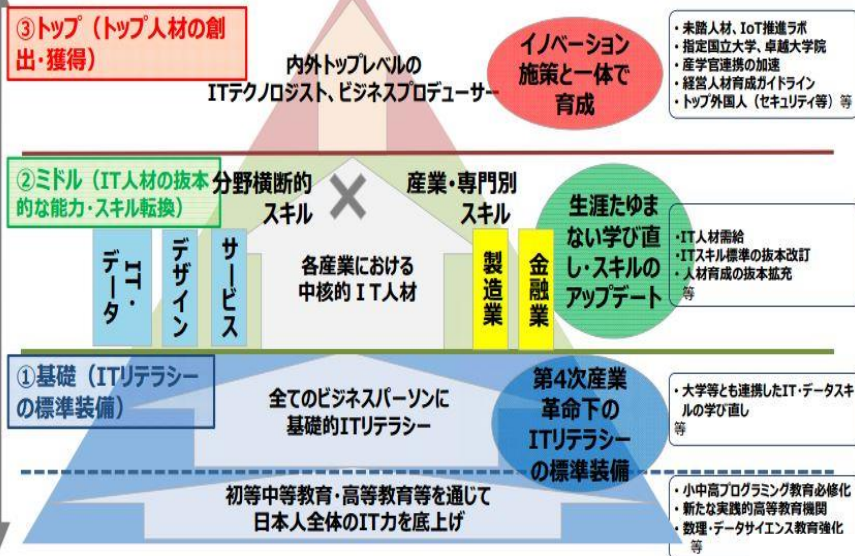 ③トップ（トップ人材の創
出・獲得）
内外トップレベルの
ITテクノロジスト、ビジネスプロデューサー
イノベーション
施策と一体で
育成
・未踏人材、IoT推進ラボ
・指定国立大学、卓越大学院
・産学官連携の加速
・経営人材育成ガイドライン
・トップ外国人（セキュリティ等）等
②ミドル（IT人材の抜本
的な能力・スキル転換）
分野横断的
スキル
産業・専門別
スキル
IT・
データ
デザイン
サービス
各産業における
中核的ＩＴ人材
製造業
金融業
生涯たゆま
ない学び直
し・スキルの
アップデート
・IT人材需給
・ITスキル標準の抜本改訂
・人材育成の抜本拡充
等
①基礎（ITリテラシー
の標準装備）
全てのビジネスパーソンに
基礎的ITリテラシー
第4次産業
革命下の
ITリテラシー
の標準装備
・大学等とも連携したIT・データスキ
ルの学び直し
等
初等中等教育・高等教育等を通じて
日本人全体のIT力を底上げ
・小中高プログラミング教育必修化
・新たな実践的高等教育機関
・数理・データサイエンス教育強化
等